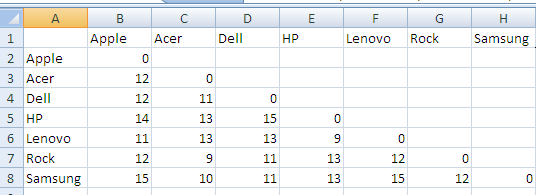 A B C D E F G H
1 Apple Acer Dell HP Lenovo Rock Samsung
2 Apple 0
3 Acer 12 0
4 Dell 12 11 0
5 HP 14 13 15 0
6 Lenovo 11 13 13 9 0
7 Rock 12 9 11 13 12 0
8 Samsung 15 10 11 13 15 12 0